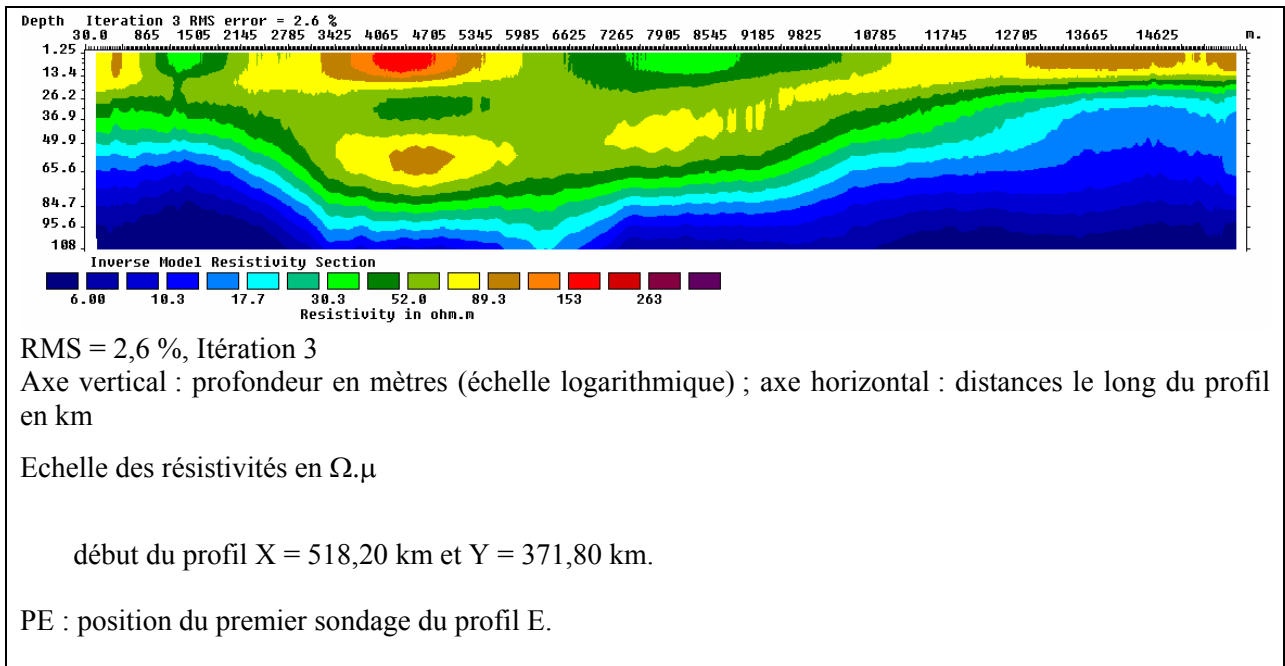 Depth Iteration 3 RMS error = 2.6 %
30.0 865 1505 2145 2785 3425 4065 4705 5345 5985 6625 7265 7905 8545 9185 9825 10785 11745 12705 13665 14625 m.
1.25
13.4
26.2
36.9
49.9
65.6
84.7
95.6
108
Inverse Model Resistivity Section
6.00 10.3 17.7 30.3 52.0 89.3 153 263
Resistivity in ohm.m
RMS = 2,6 %, Itération 3
Axe vertical : profondeur en mètres (échelle logarithmique) ; axe horizontal : distances le long du profil
en km
Echelle des résistivités en Ω.μ
début du profil X = 518,20 km et Y = 371,80 km.
PE : position du premier sondage du profil E.